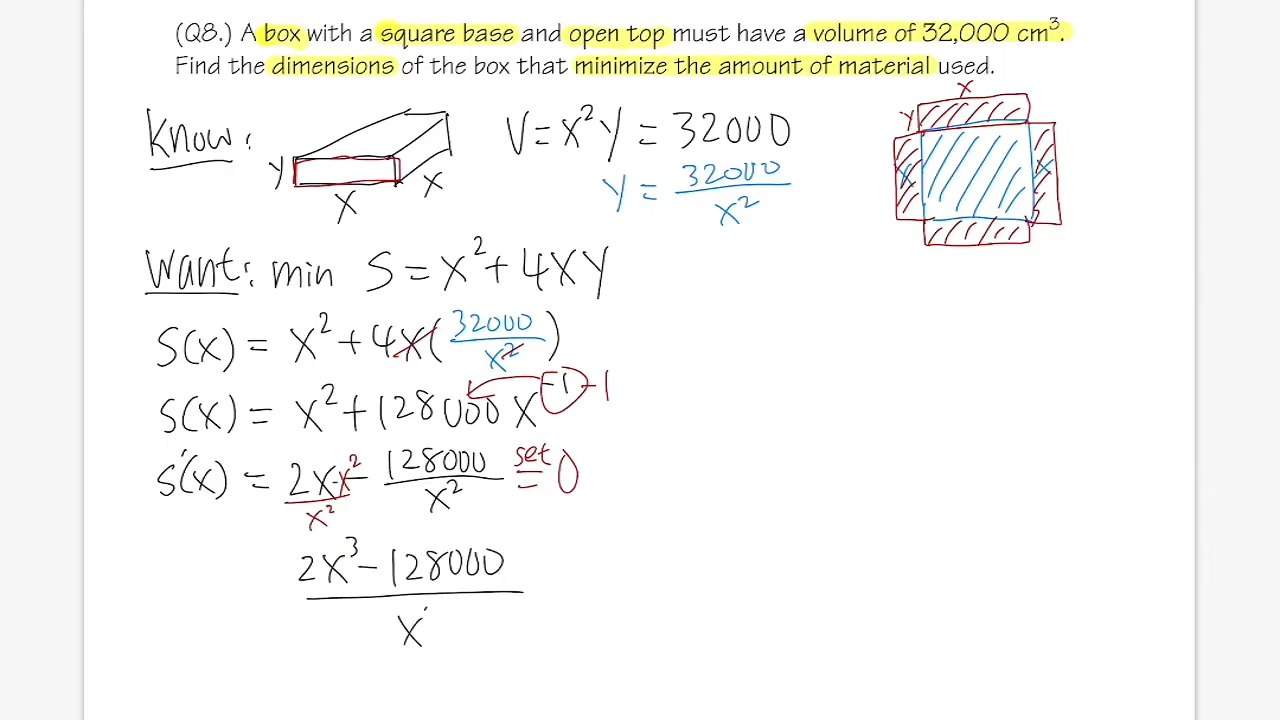 (Q8.) A box with a square base and open top must have a volume of 32,000 cm³.
Find the dimensions of the box that minimize the amount of material used.
Know:
y
x
x
V = x²y = 32000
y = 32000/x²
x
y
x
x
Want: min S = x² + 4xy
S(x) = x² + 4x(32000/x²)
S(x) = x² + 128000x⁻¹ -1
S'(x) = 2x·x²/x² - 128000/x² set = 0
2x³ - 128000
x